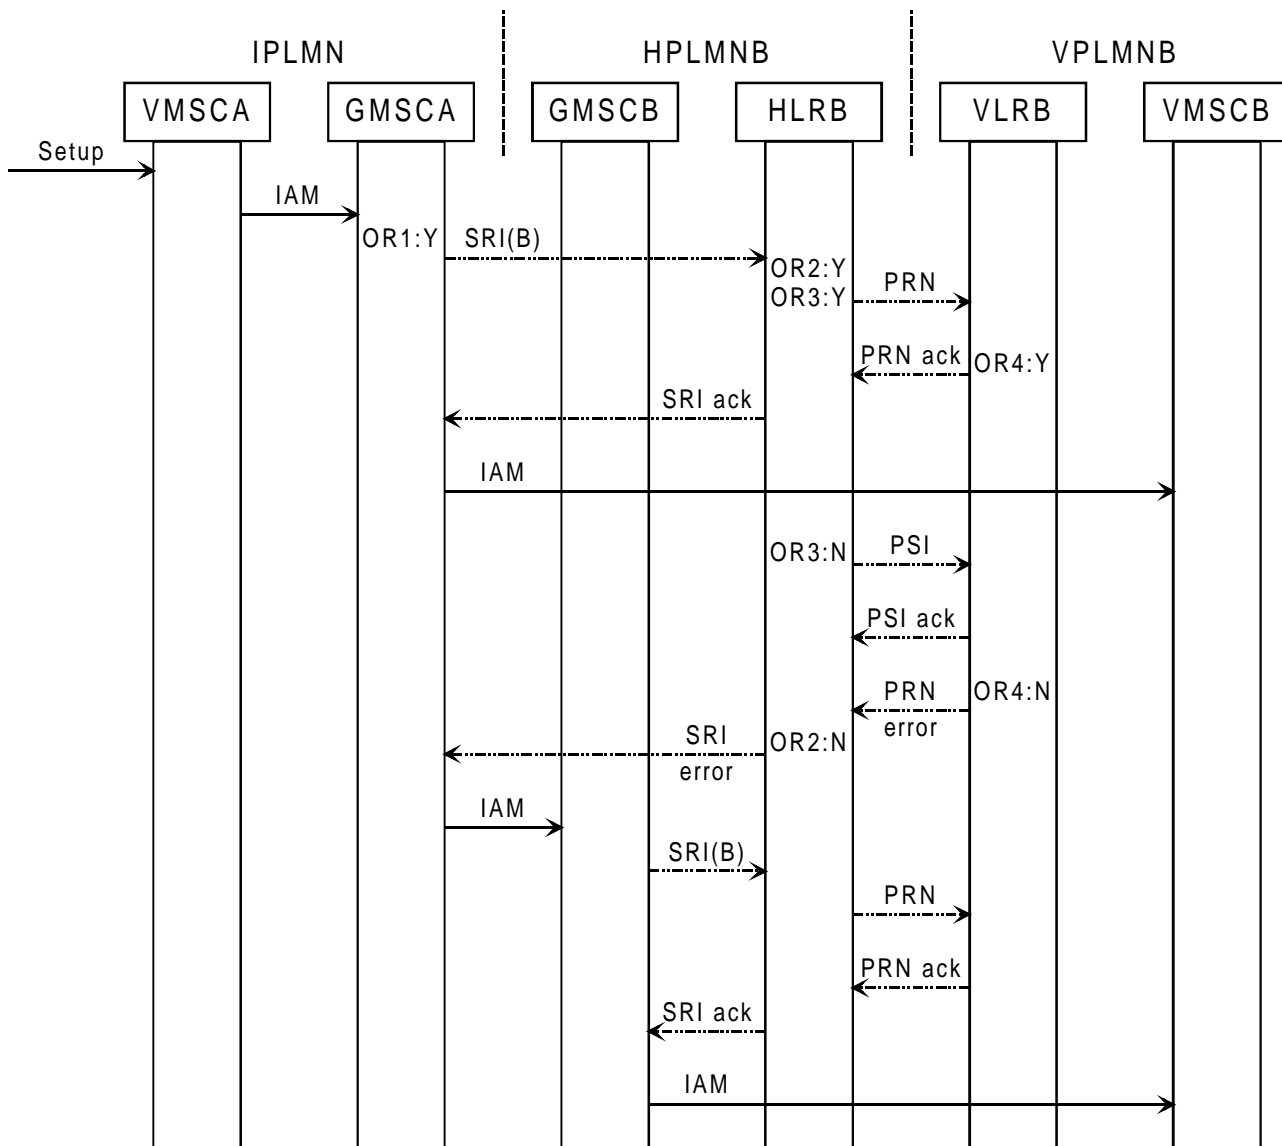 IPLMN HPLMNB VPLMNB
VMSCA GMSCA GMSCB HLRB VLRB VMSCB
Setup
IAM
OR1:Y SRI(B)
OR2:Y
OR3:Y PRN
PRN ack OR4:Y
SRI ack
IAM
OR3:N PSI
PSI ack
PRN OR4:N
error
SRI OR2:N
error
IAM
SRI(B)
PRN
PRN ack
SRI ack
IAM